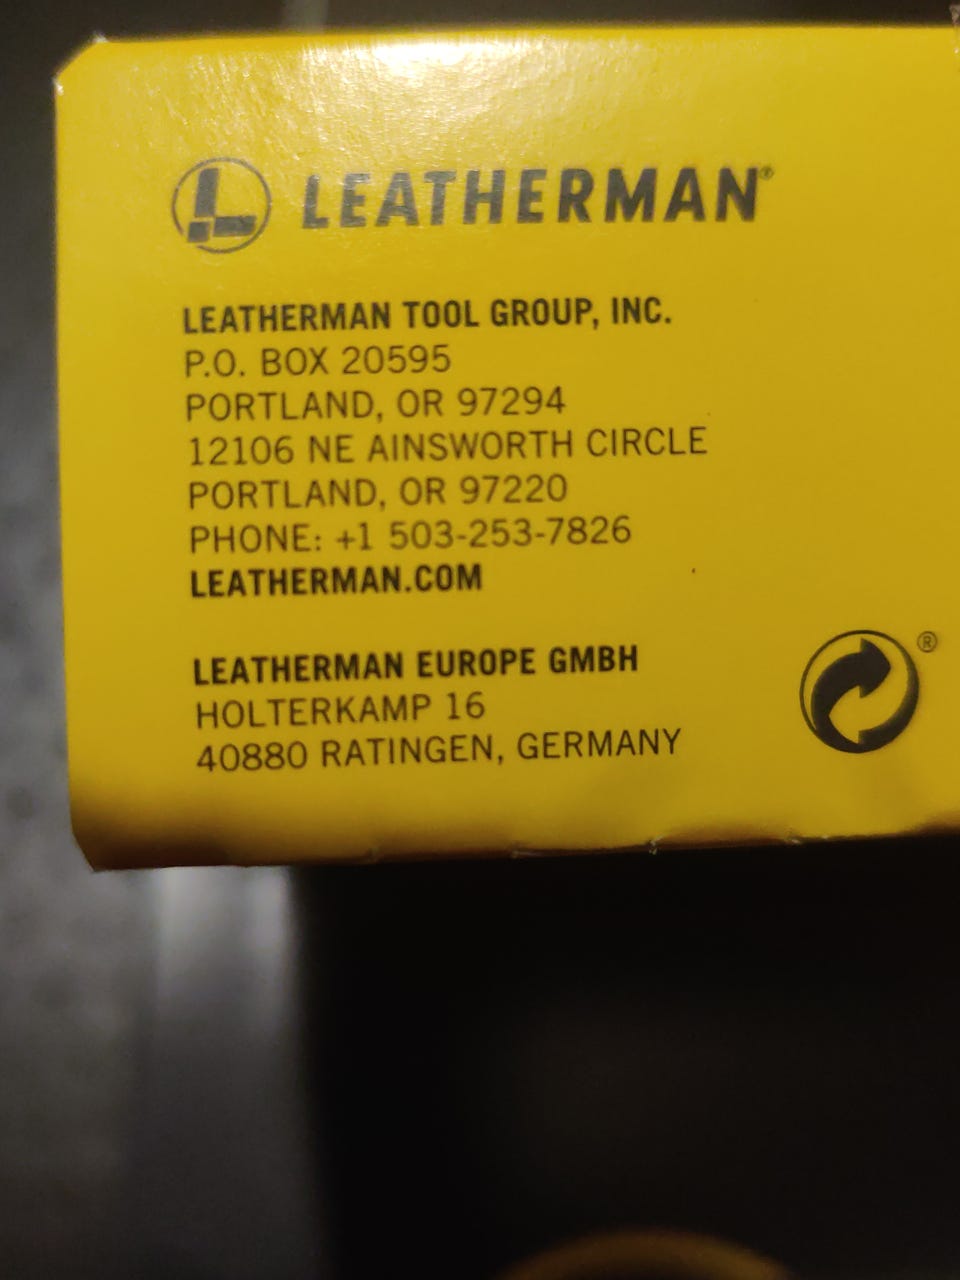 L LEATHERMAN®
LEATHERMAN TOOL GROUP, INC.
P.O. BOX 20595
PORTLAND, OR 97294
12106 NE AINSWORTH CIRCLE
PORTLAND, OR 97220
PHONE: +1 503-253-7826
LEATHERMAN.COM
LEATHERMAN EUROPE GMBH
HOLTERKAMP 16
40880 RATINGEN, GERMANY
®